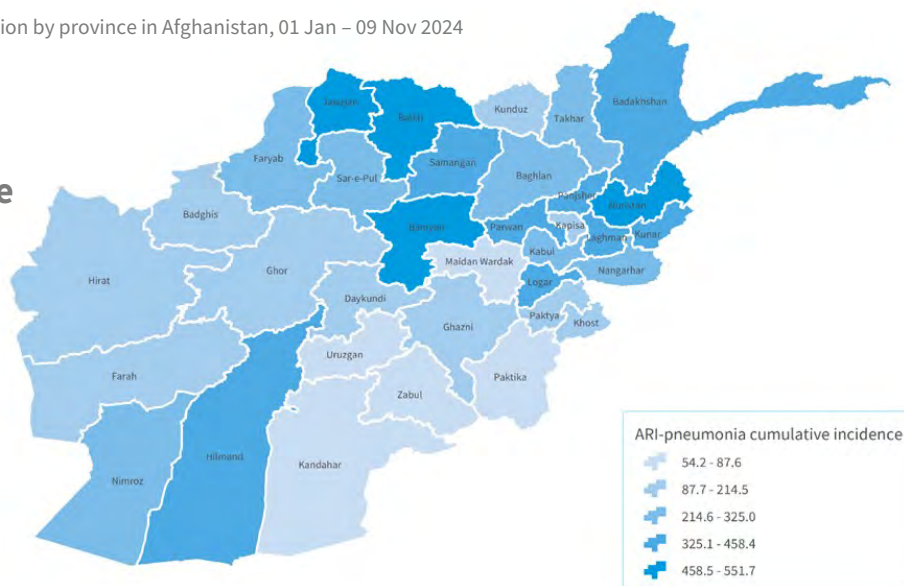 ion by province in Afghanistan, 01 Jan – 09 Nov 2024
e
Jawzjan
Balkh
Kunduz
Takhar
Badakhshan
Faryab
Samangan
Sar-e-Pul
Baghlan
Panjsher
Nuristan
Badghis
Bamyan
Parwan
Kapisa
Laghman
Kunar
Kabul
Maidan Wardak
Hirat
Ghor
Logar
Nangarhar
Daykundi
Paktya
Khost
Ghazni
Uruzgan
Farah
Paktika
Zabul
Hilmand
Kandahar
Nimroz
ARI-pneumonia cumulative incidence
54.2 - 87.6
87.7 - 214.5
214.6 - 325.0
325.1 - 458.4
458.5 - 551.7